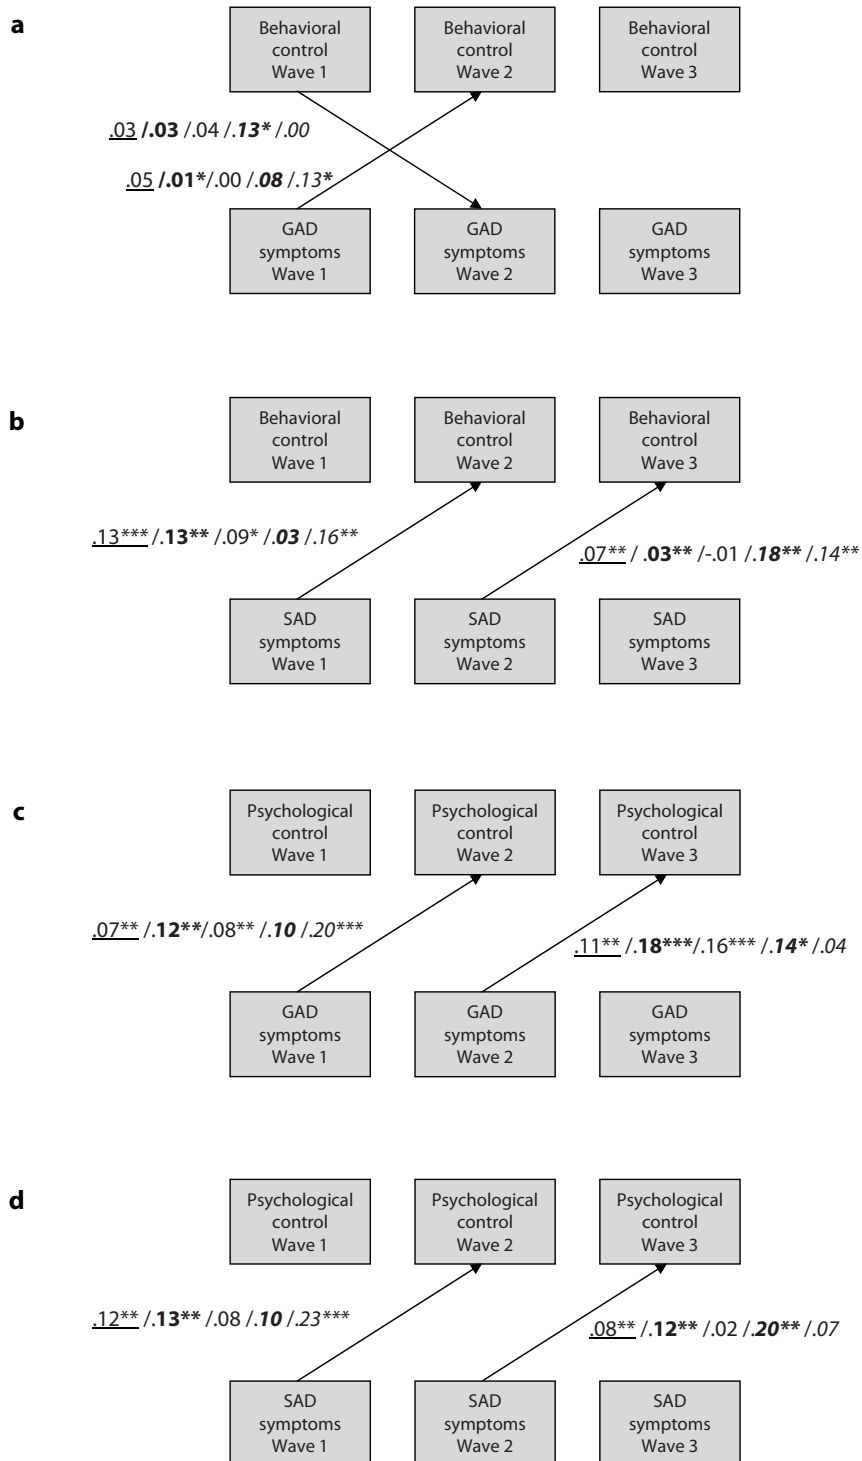 a
Behavioral
control
Wave 1
Behavioral
control
Wave 2
Behavioral
control
Wave 3
.03 /.03 /.04 /.13* /.00
.05 /.01*/.00 /.08 /.13*
GAD
symptoms
Wave 1
GAD
symptoms
Wave 2
GAD
symptoms
Wave 3
b
Behavioral
control
Wave 1
Behavioral
control
Wave 2
Behavioral
control
Wave 3
.13*** /.13** /.09* /.03 /.16**
.07** / .03** /-.01 /.18** /.14**
SAD
symptoms
Wave 1
SAD
symptoms
Wave 2
SAD
symptoms
Wave 3
c
Psychological
control
Wave 1
Psychological
control
Wave 2
Psychological
control
Wave 3
.07** /.12**/.08** /.10 /.20***
.11** /.18***/.16*** /.14* /.04
GAD
symptoms
Wave 1
GAD
symptoms
Wave 2
GAD
symptoms
Wave 3
d
Psychological
control
Wave 1
Psychological
control
Wave 2
Psychological
control
Wave 3
.12** /.13** /.08 /.10 /.23***
.08** /.12** /.02 /.20** /.07
SAD
symptoms
Wave 1
SAD
symptoms
Wave 2
SAD
symptoms
Wave 3